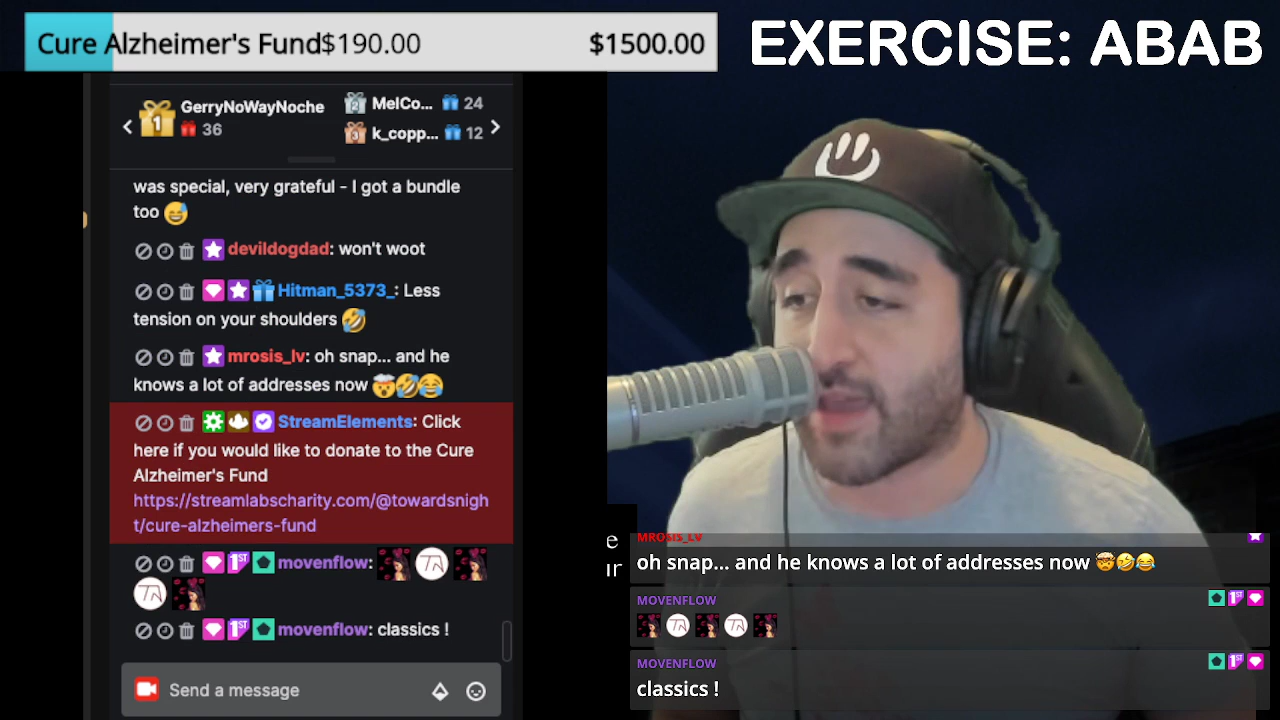 Cure Alzheimer's Fund $190.00 $1500.00
EXERCISE: ABAB
GerryNoWayNoche
36
MelCo... 24
k_copp... 12
was special, very grateful - I got a bundle
too 😅
devildogdad: won't woot
Hitman_5373_: Less
tension on your shoulders 🤣
mrosis_lv: oh snap... and he
knows a lot of addresses now 🤯🤣😂
StreamElements: Click
here if you would like to donate to the Cure
Alzheimer's Fund
https://streamlabscharity.com/@towardsnigh
t/cure-alzheimers-fund
movenflow:
movenflow: classics !
Send a message
e
ur
MROSIS_LV
oh snap... and he knows a lot of addresses now 🤯🤣😂
MOVENFLOW
MOVENFLOW
classics !